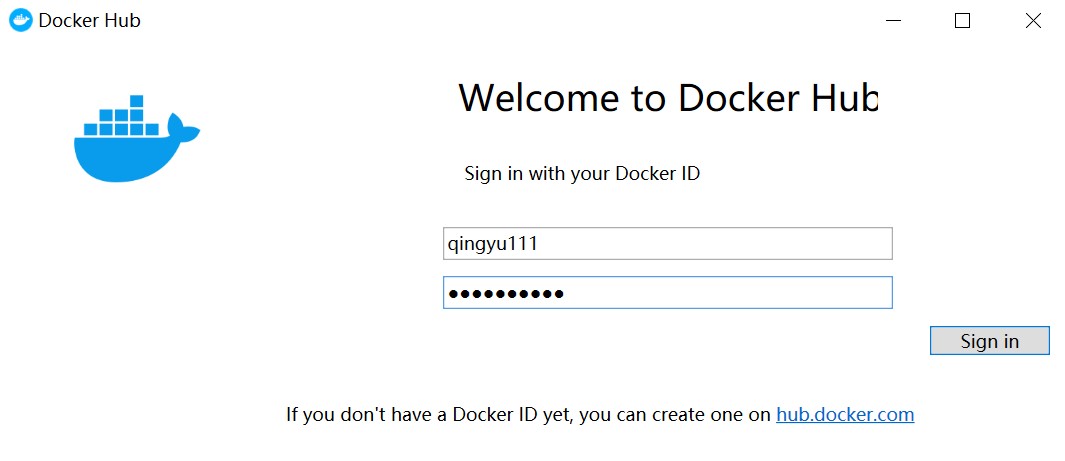 Docker Hub
Welcome to Docker Hub
Sign in with your Docker ID
qingyu111
●●●●●●●●●●
Sign in
If you don't have a Docker ID yet, you can create one on hub.docker.com